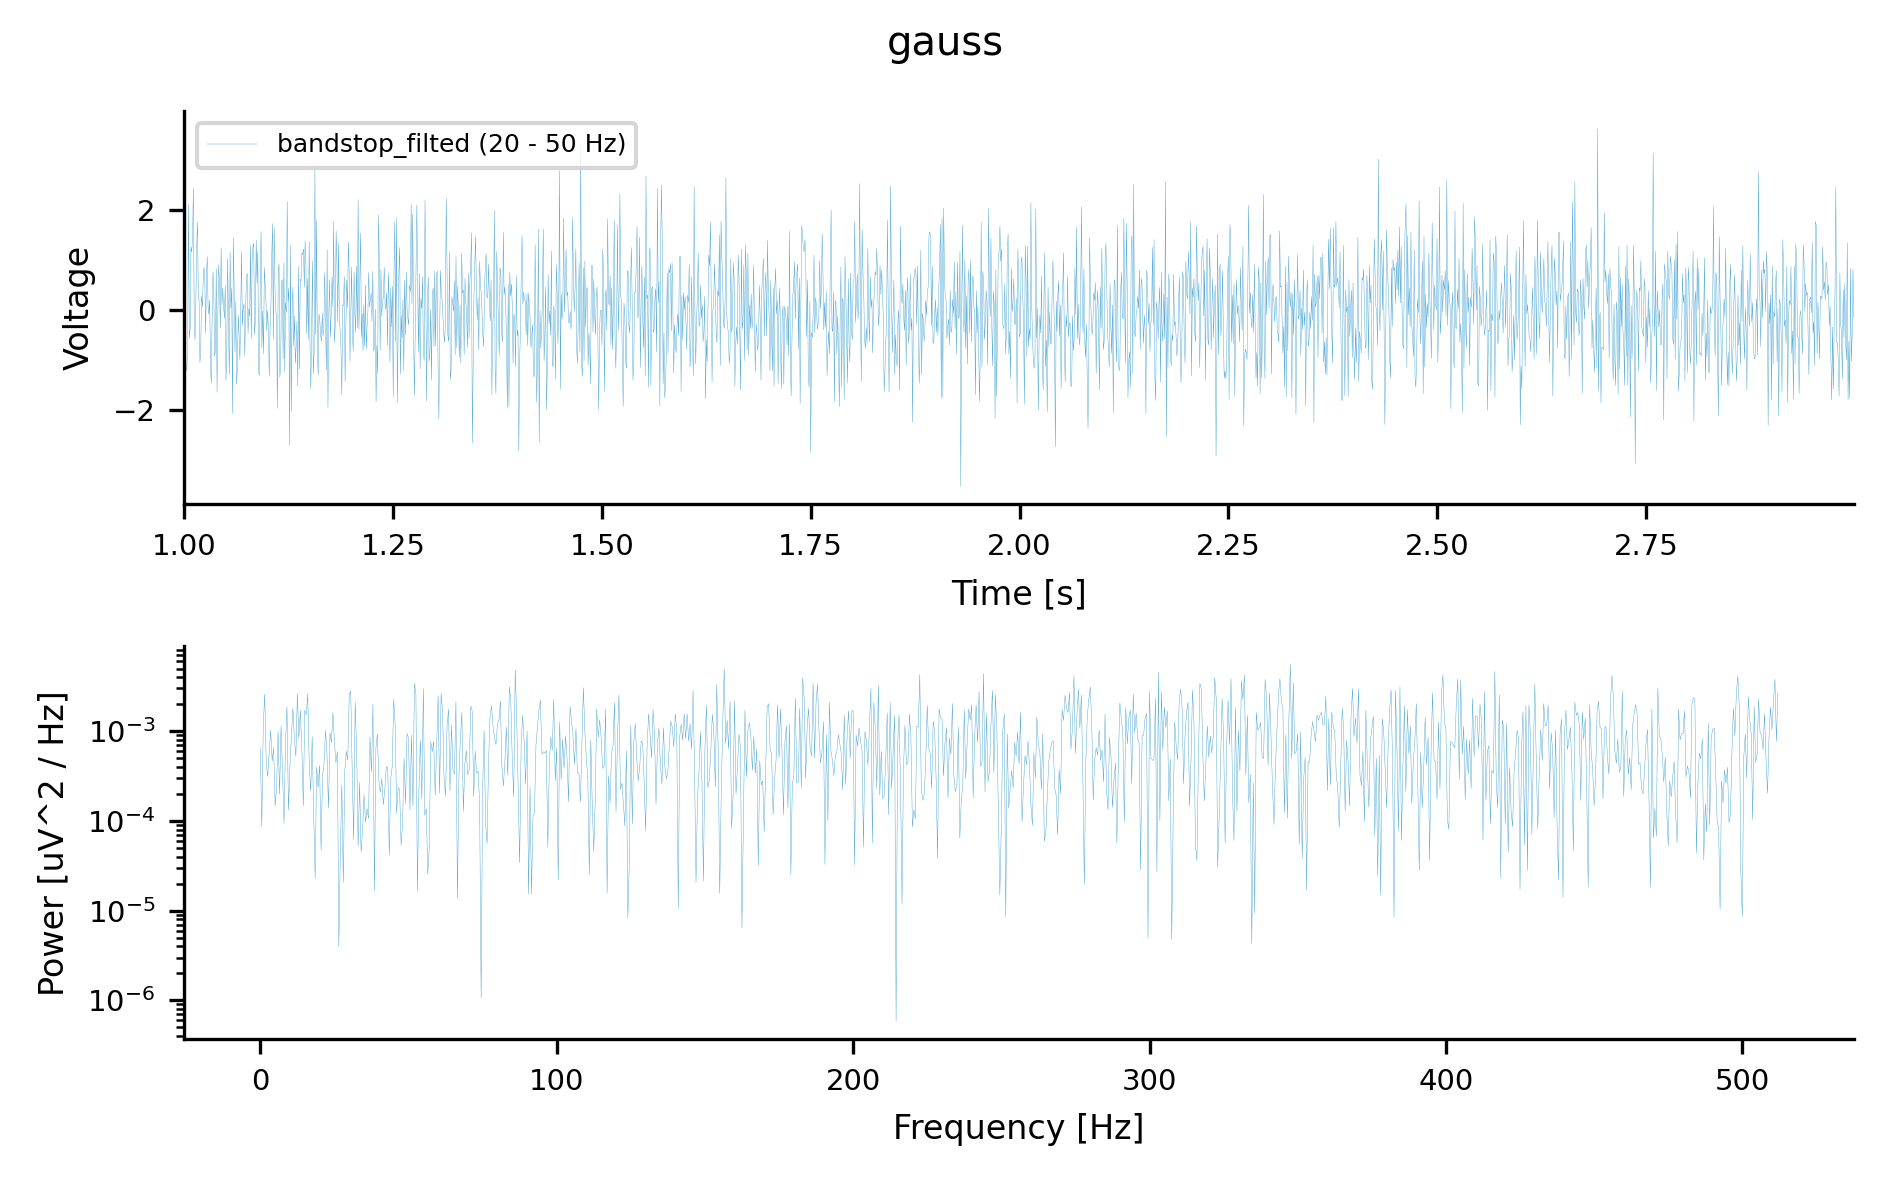 gauss
bandstop_filted (20 - 50 Hz)
Voltage
2
0
−2
1.00 1.25 1.50 1.75 2.00 2.25 2.50 2.75
Time [s]
Power [uV^2 / Hz]
10⁻³
10⁻⁴
10⁻⁵
10⁻⁶
0 100 200 300 400 500
Frequency [Hz]